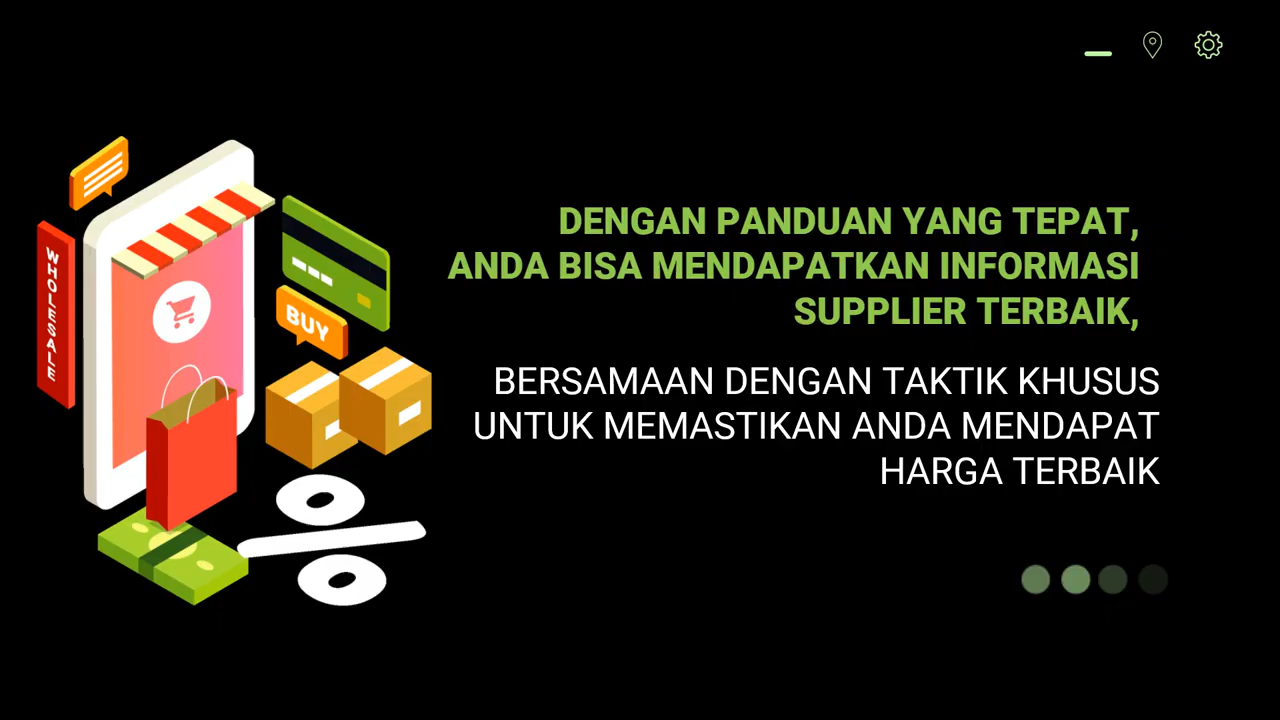 DENGAN PANDUAN YANG TEPAT,
ANDA BISA MENDAPATKAN INFORMASI
SUPPLIER TERBAIK,
BERSAMAAN DENGAN TAKTIK KHUSUS
UNTUK MEMASTIKAN ANDA MENDAPAT
HARGA TERBAIK
WHOLESALE
BUY
%